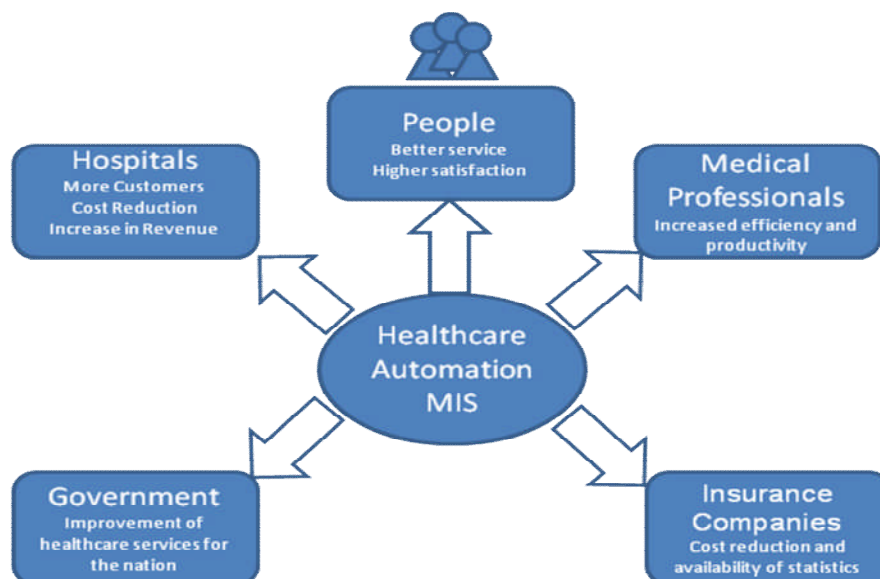 People
Better service
Higher satisfaction
Hospitals
More Customers
Cost Reduction
Increase in Revenue
Medical
Professionals
Increased efficiency and
productivity
Healthcare
Automation
MIS
Government
Improvement of
healthcare services for
the nation
Insurance
Companies
Cost reduction and
availability of statistics